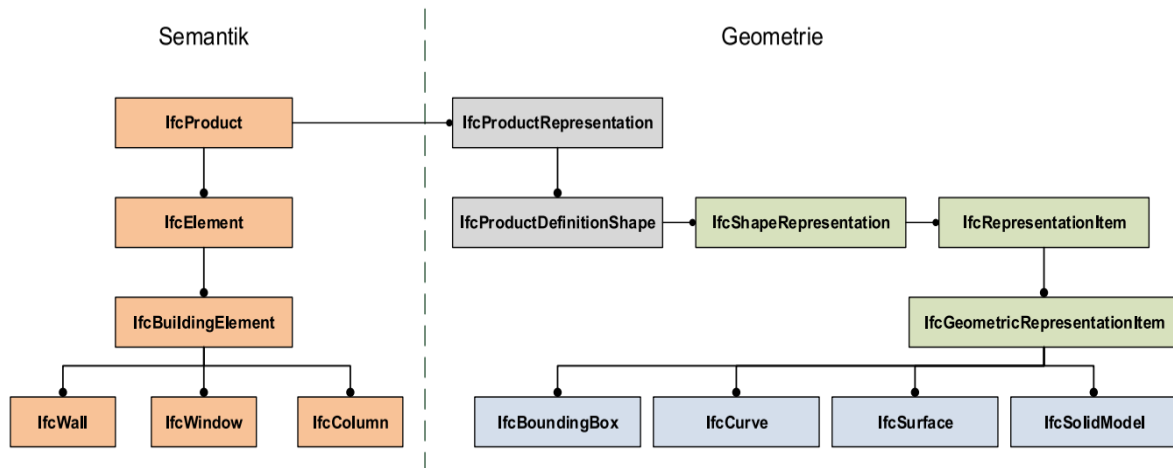 Semantik
Geometrie
IfcProduct
IfcProductRepresentation
IfcElement
IfcProductDefinitionShape
IfcShapeRepresentation
IfcRepresentationItem
IfcBuildingElement
IfcGeometricRepresentationItem
IfcWall
IfcWindow
IfcColumn
IfcBoundingBox
IfcCurve
IfcSurface
IfcSolidModel